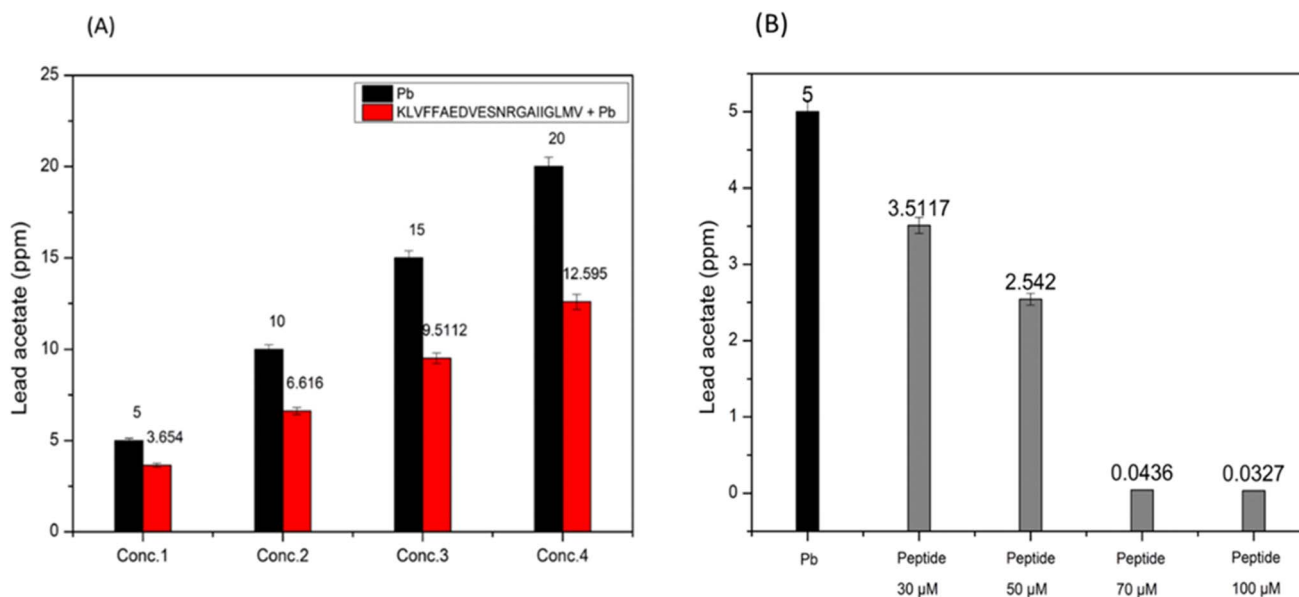 (A)
Lead acetate (ppm)
25
20
15
10
5
0
Pb
KLVFFAEDVESNRGAIIGLMV + Pb
5
3.654
10
6.616
15
9.5112
20
12.595
Conc.1
Conc.2
Conc.3
Conc.4
(B)
Lead acetate (ppm)
5
4
3
2
1
0
5
3.5117
2.542
0.0436
0.0327
Pb
Peptide
30 μM
Peptide
50 μM
Peptide
70 μM
Peptide
100 μM